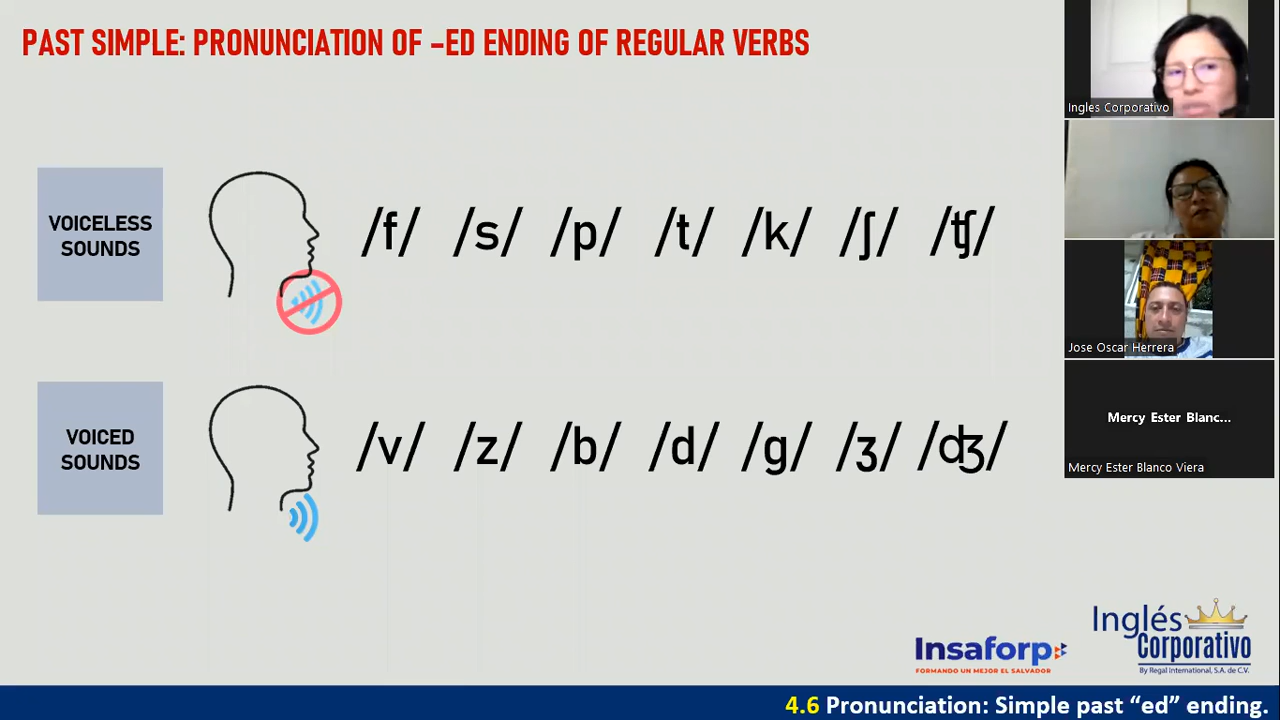 PAST SIMPLE: PRONUNCIATION OF -ED ENDING OF REGULAR VERBS
VOICELESS
SOUNDS
/f/ /s/ /p/ /t/ /k/ /ʃ/ /ʧ/
VOICED
SOUNDS
/v/ /z/ /b/ /d/ /g/ /ʒ/ /ʤ/
Ingles Corporativo
Jose Oscar Herrera
Mercy Ester Blanc...
Mercy Ester Blanco Viera
Insaforp
FORMANDO UN MEJOR EL SALVADOR
Inglés
Corporativo
By Regal International, S.A. de C.V.
4.6 Pronunciation: Simple past “ed” ending.